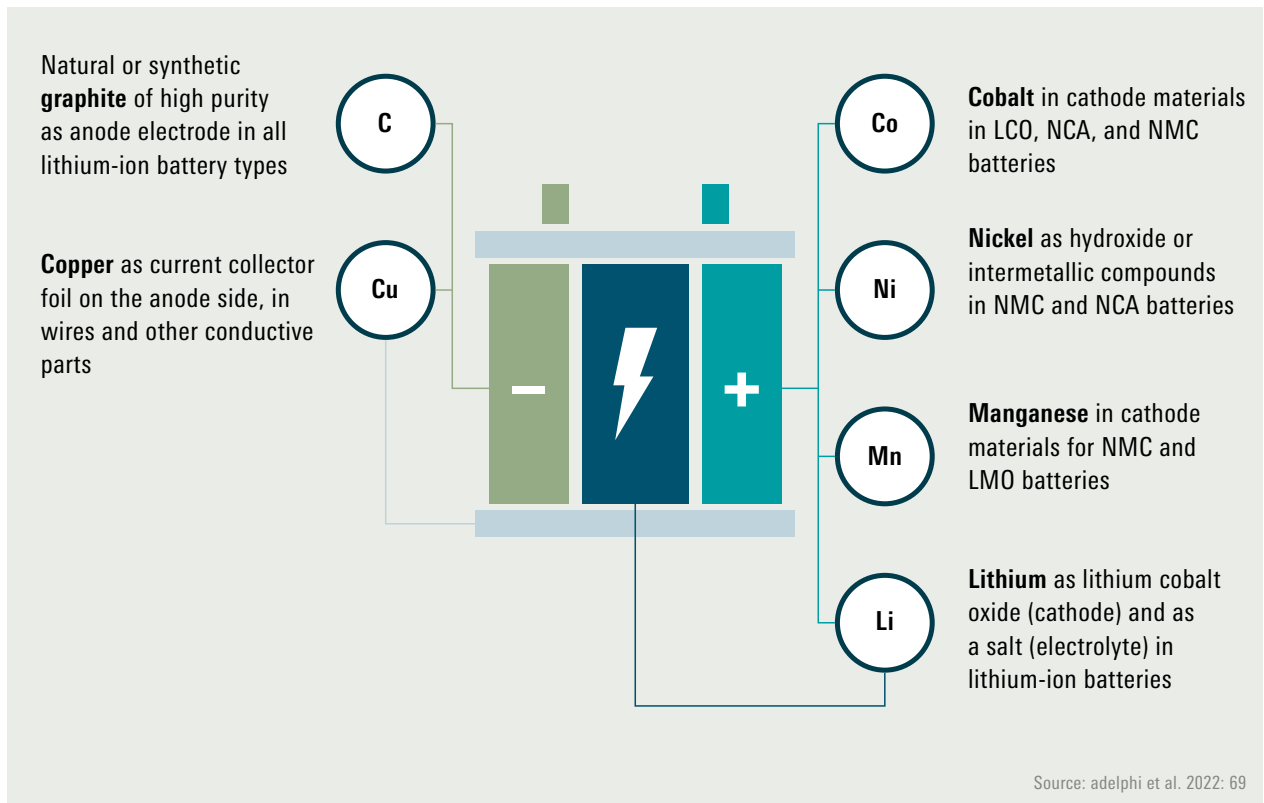 Natural or synthetic
graphite of high purity
as anode electrode in all
lithium-ion battery types
C
Copper as current collector
foil on the anode side, in
wires and other conductive
parts
Cu
−
+
Co
Cobalt in cathode materials
in LCO, NCA, and NMC
batteries
Ni
Nickel as hydroxide or
intermetallic compounds
in NMC and NCA batteries
Mn
Manganese in cathode
materials for NMC and
LMO batteries
Li
Lithium as lithium cobalt
oxide (cathode) and as
a salt (electrolyte) in
lithium-ion batteries
Source: adelphi et al. 2022: 69